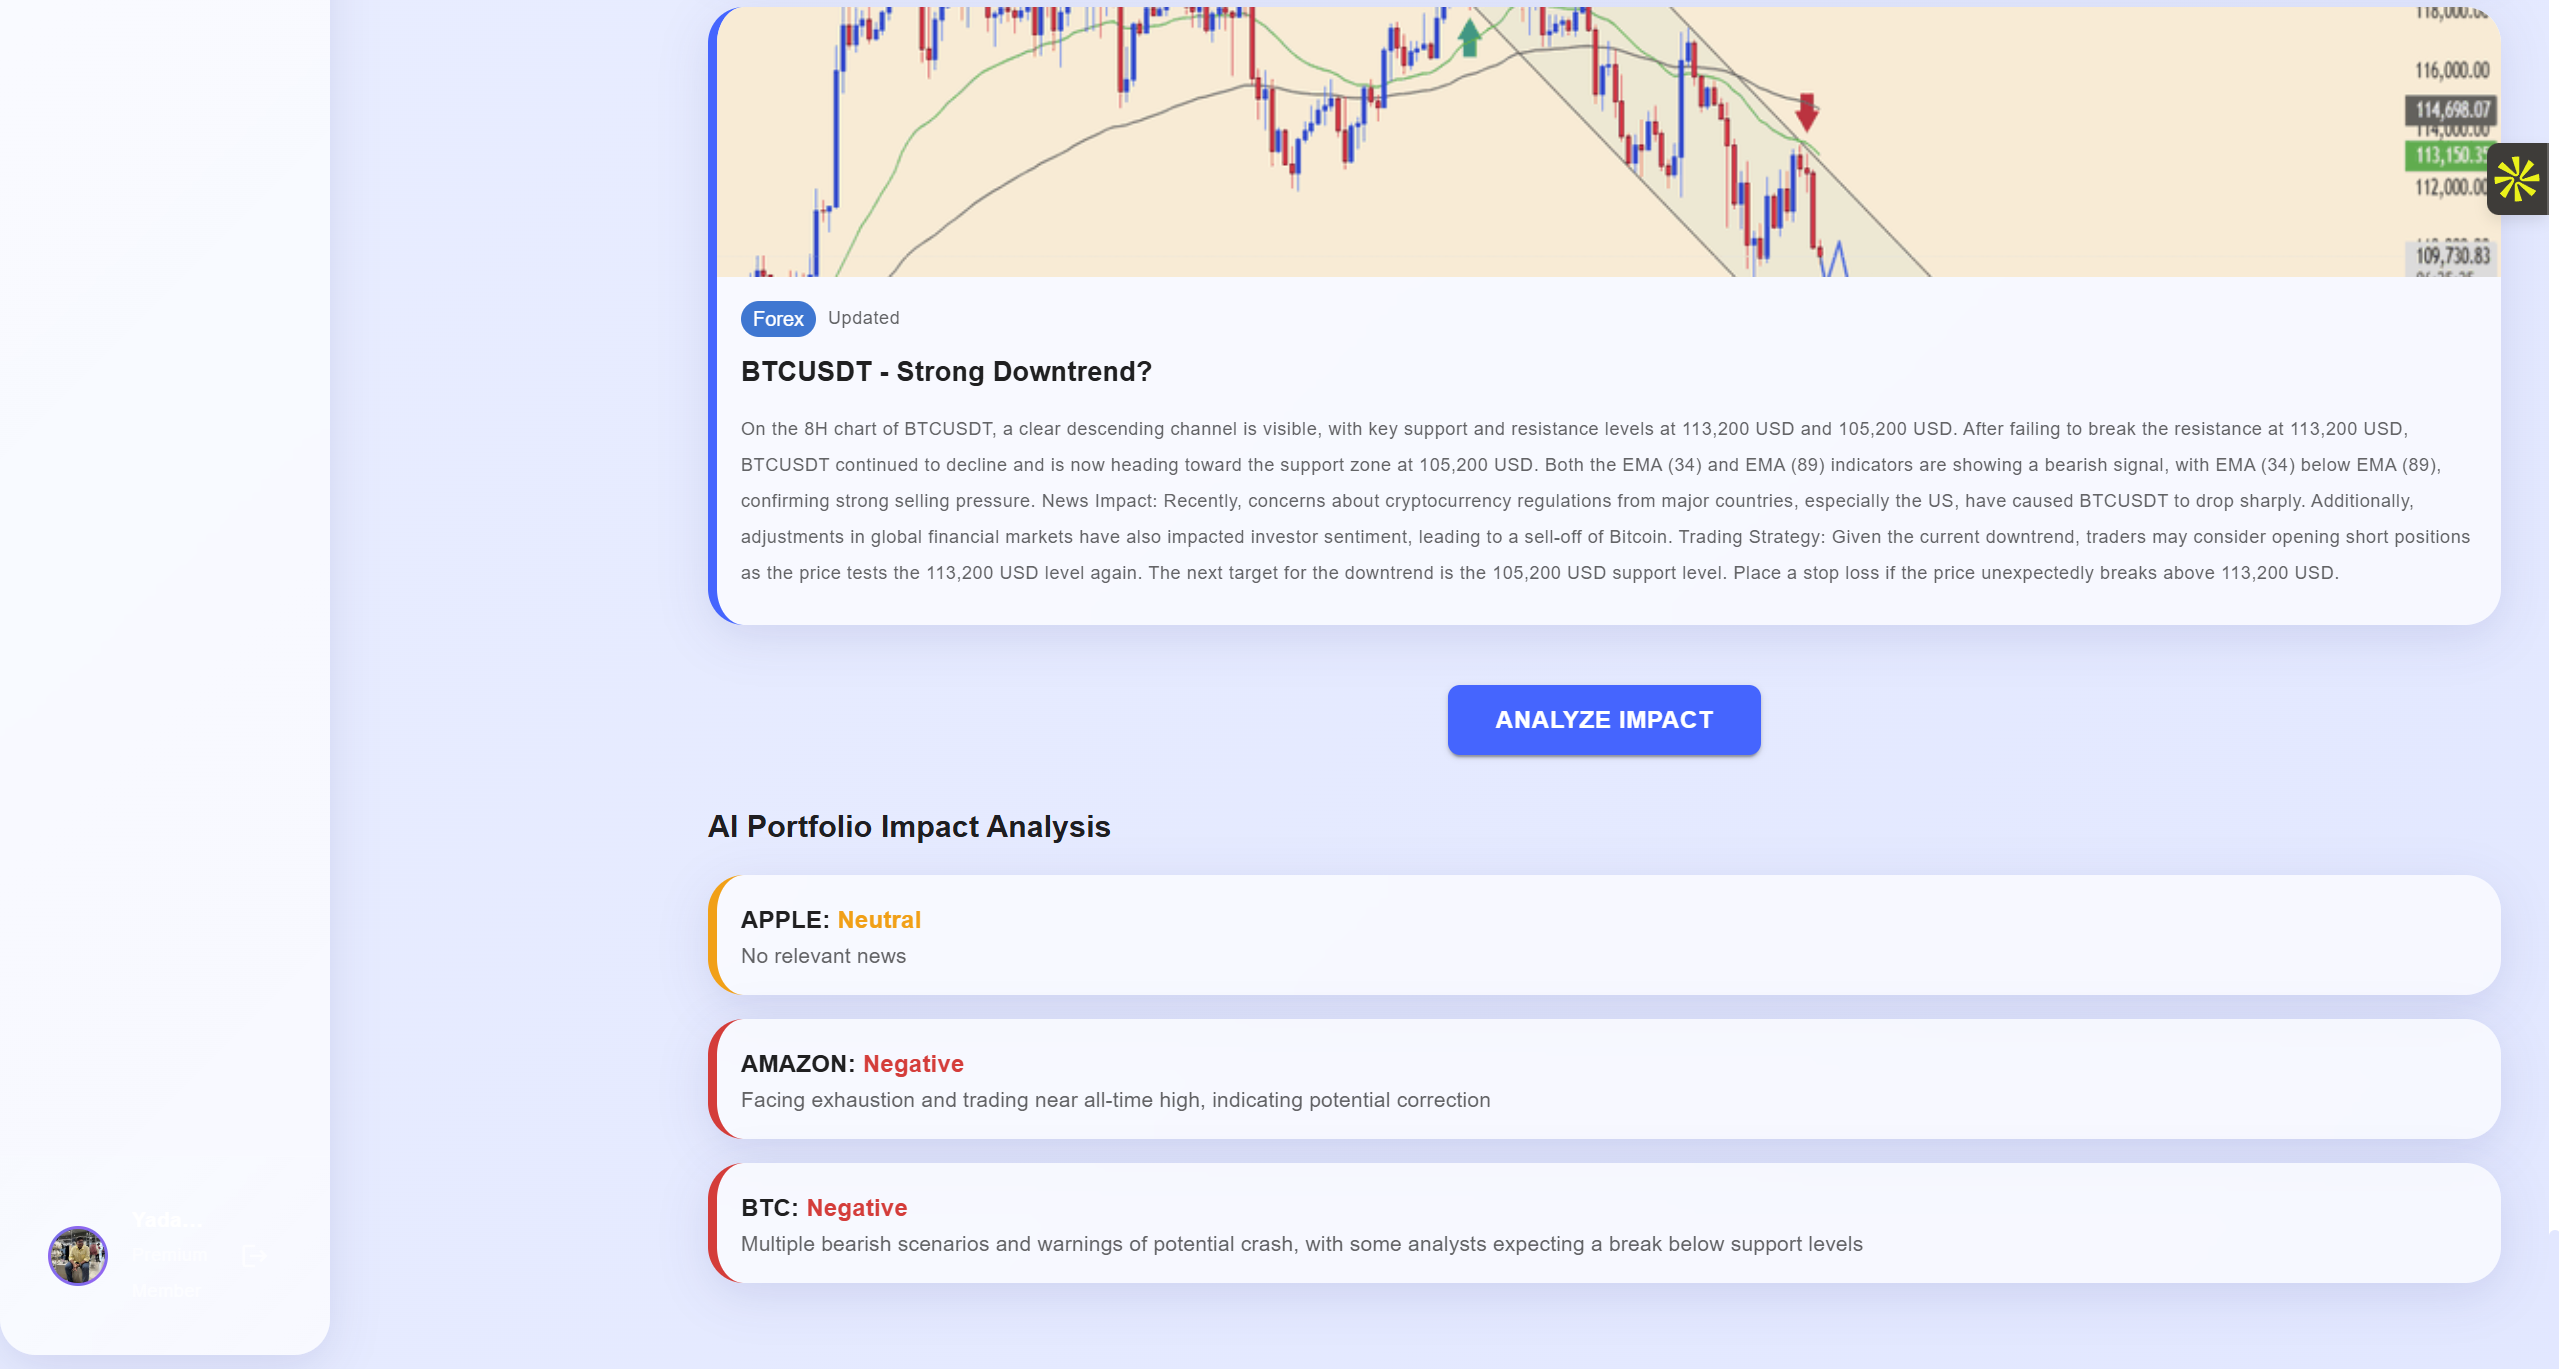 118,000.00
116,000.00
114,698.07
114,000.00
113,150.35
112,000.00
109,730.83
Forex Updated
BTCUSDT - Strong Downtrend?
On the 8H chart of BTCUSDT, a clear descending channel is visible, with key support and resistance levels at 113,200 USD and 105,200 USD. After failing to break the resistance at 113,200 USD,
BTCUSDT continued to decline and is now heading toward the support zone at 105,200 USD. Both the EMA (34) and EMA (89) indicators are showing a bearish signal, with EMA (34) below EMA (89),
confirming strong selling pressure. News Impact: Recently, concerns about cryptocurrency regulations from major countries, especially the US, have caused BTCUSDT to drop sharply. Additionally,
adjustments in global financial markets have also impacted investor sentiment, leading to a sell-off of Bitcoin. Trading Strategy: Given the current downtrend, traders may consider opening short positions
as the price tests the 113,200 USD level again. The next target for the downtrend is the 105,200 USD support level. Place a stop loss if the price unexpectedly breaks above 113,200 USD.
ANALYZE IMPACT
AI Portfolio Impact Analysis
APPLE: Neutral
No relevant news
AMAZON: Negative
Facing exhaustion and trading near all-time high, indicating potential correction
BTC: Negative
Multiple bearish scenarios and warnings of potential crash, with some analysts expecting a break below support levels
Yada...
Premium
Member